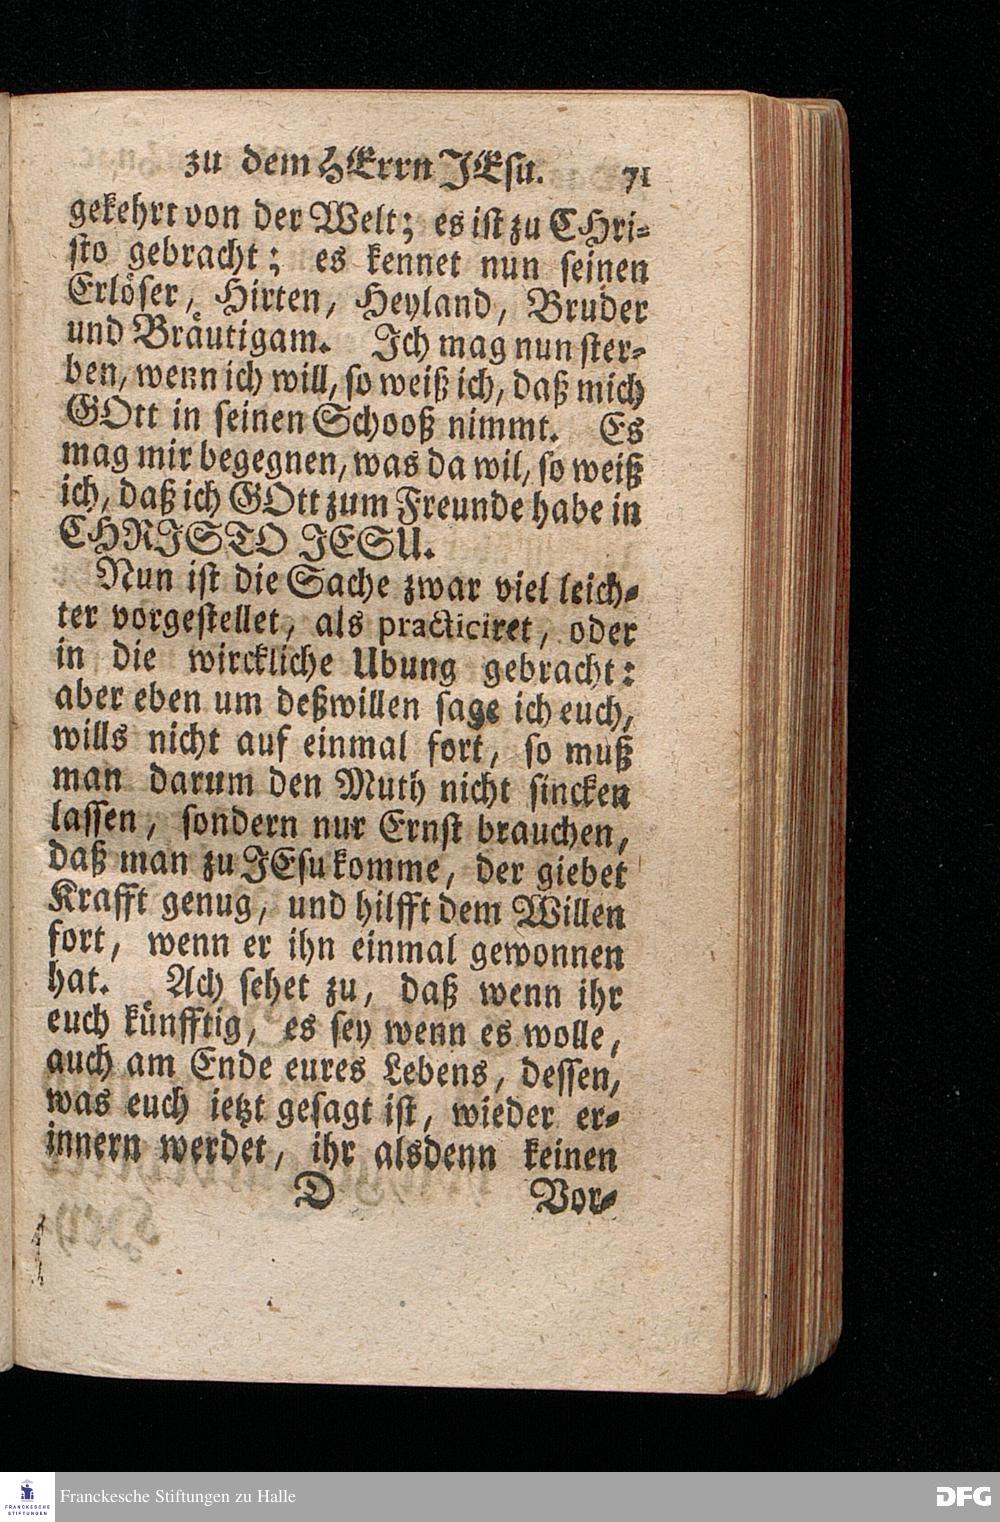 zu dem HErrn JEsu. 71
gekehrt von der Welt; es ist zu CHri-
sto gebracht; es kennet nun seinen
Erlöser, Hirten, Heyland, Bruder
und Bräutigam. Ich mag nun ster-
ben, wenn ich will, so weiß ich, daß mich
GOtt in seinen Schooß nimmt. Es
mag mir begegnen, was da wil, so weiß
ich, daß ich GOtt zum Freunde habe in
CHRISTO JESU.
Nun ist die Sache zwar viel leich-
ter vorgestellet, als practiciret, oder
in die wirckliche Ubung gebracht:
aber eben um deßwillen sage ich euch,
wills nicht auf einmal fort, so muß
man darum den Muth nicht sincken
lassen, sondern nur Ernst brauchen,
daß man zu JEsu komme, der giebet
Krafft genug, und hilfft dem Willen
fort, wenn er ihn einmal gewonnen
hat. Ach sehet zu, daß wenn ihr
euch künfftig, es sey wenn es wolle,
auch am Ende eures Lebens, dessen,
was euch ietzt gesagt ist, wieder er-
innern werdet, ihr alsdenn keinen
D Vor-
FRANCKESCHE
STIFTUNGEN
Franckesche Stiftungen zu Halle
DFG